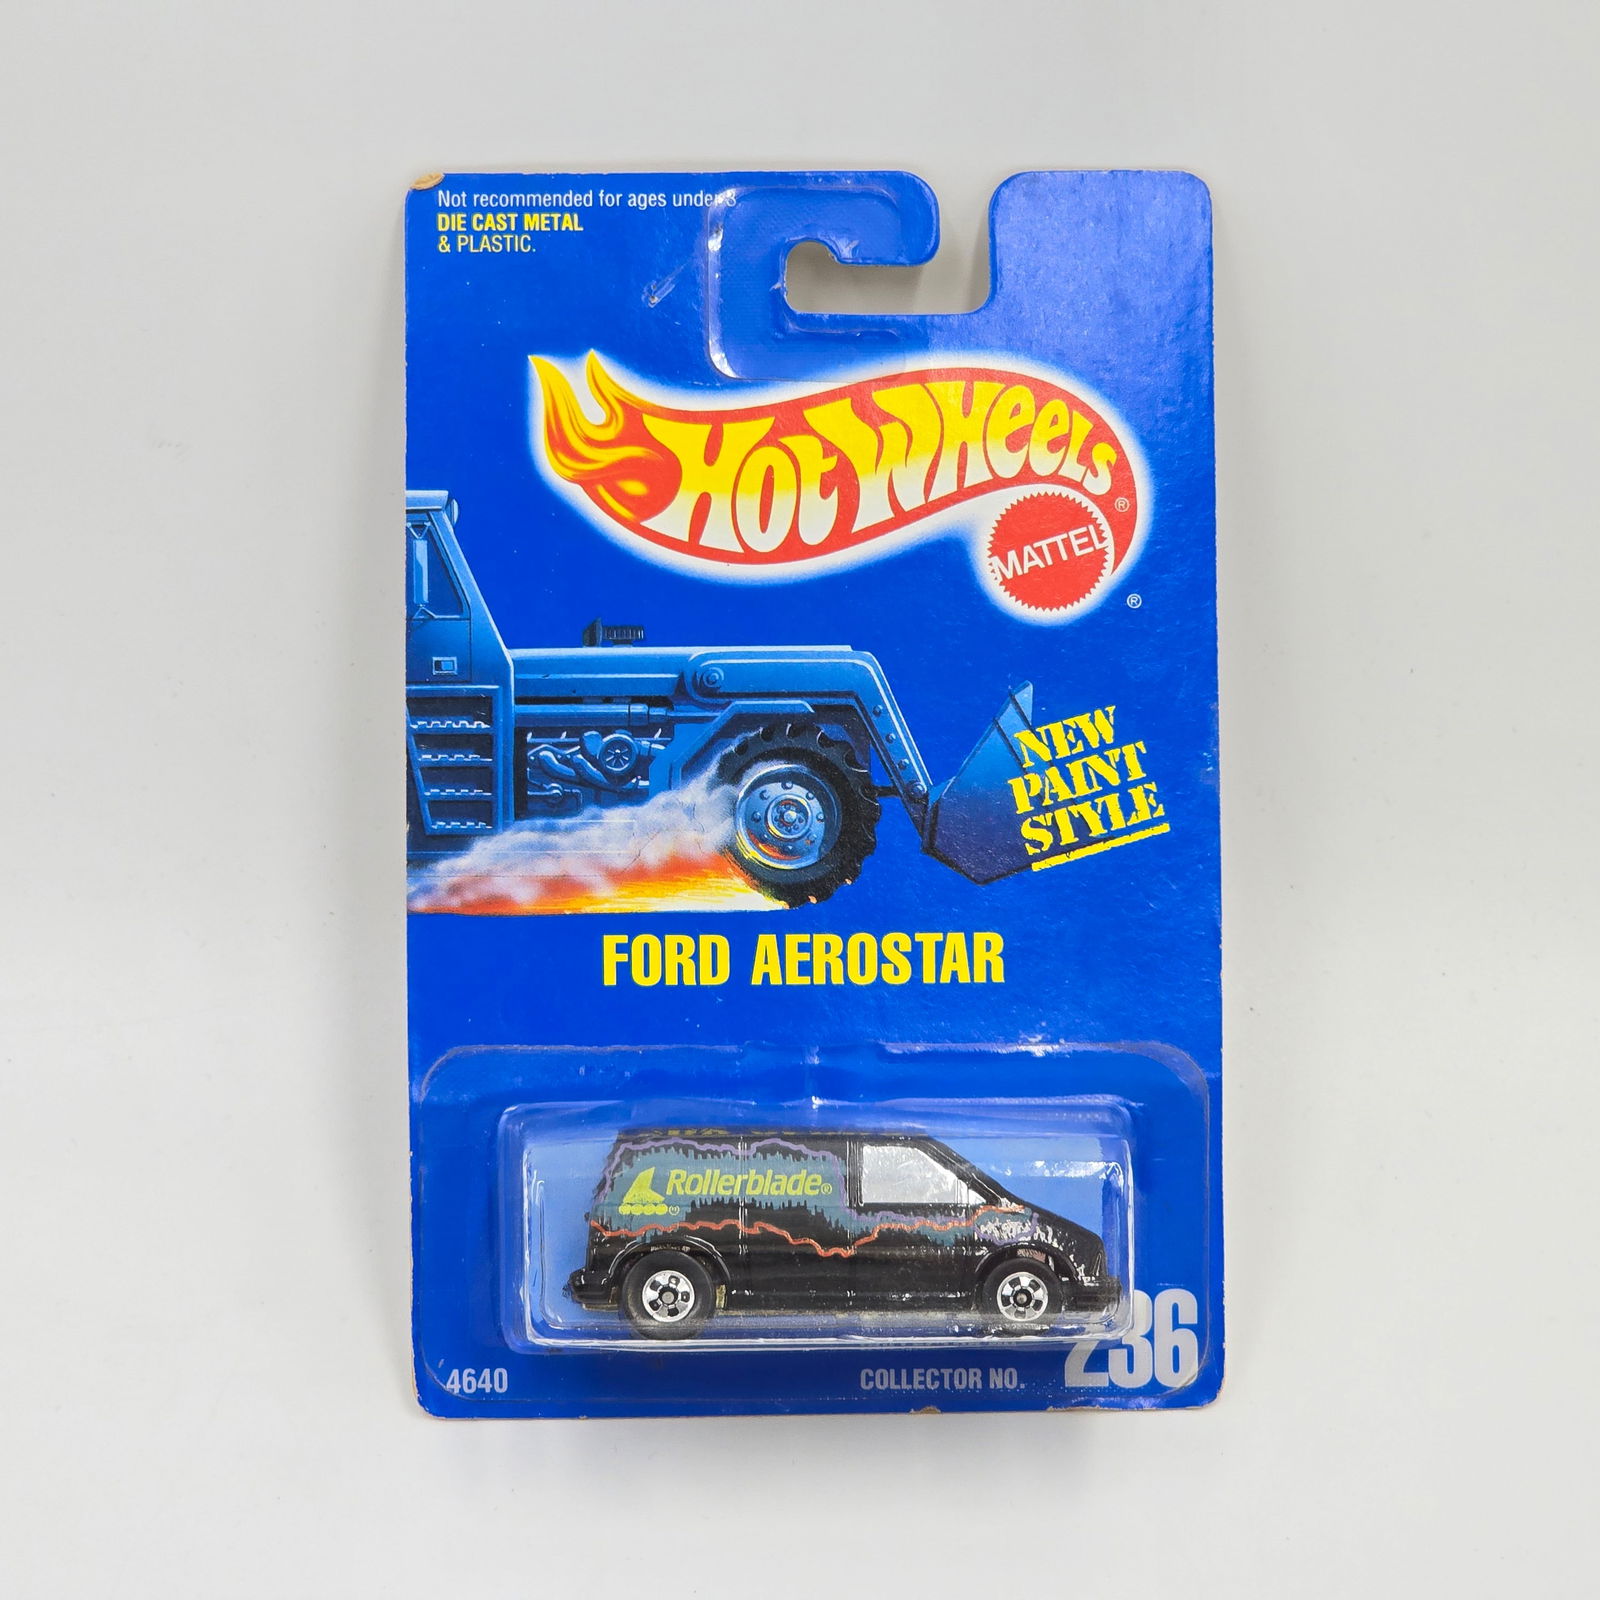 Not recommended for ages under 3
DIE CAST METAL
& PLASTIC.
HOT WHEELS®
MATTEL
®
NEW
PAINT
STYLE
FORD AEROSTAR
Rollerblade®
4640
COLLECTOR NO. 236